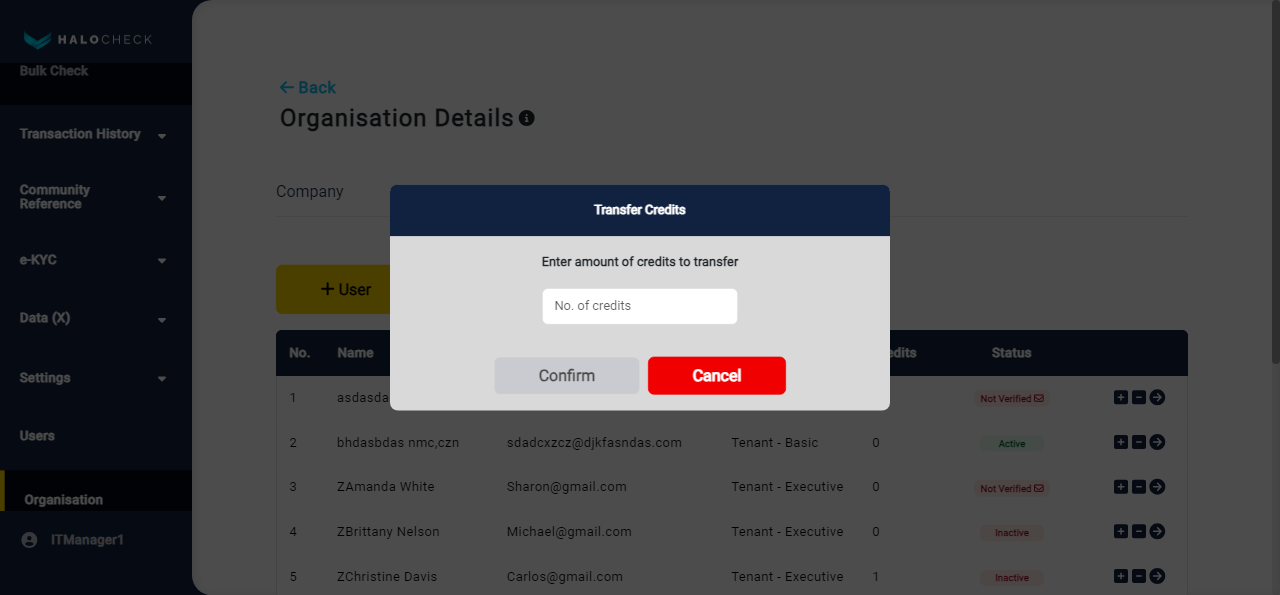 HALOCHECK
Bulk Check
Transaction History
Community
Reference
e-KYC
Data (X)
Settings
Users
Organisation
ITManager1
Back
Organisation Details
Company
+ User
Transfer Credits
Enter amount of credits to transfer
No. of credits
Confirm Cancel
No. Name edits Status
1 asdasda Not Verified
2 bhdasbdas nmc,czn sdadcxzcz@djkfasndas.com Tenant - Basic 0 Active
3 ZAmanda White Sharon@gmail.com Tenant - Executive 0 Not Verified
4 ZBrittany Nelson Michael@gmail.com Tenant - Executive 0 Inactive
5 ZChristine Davis Carlos@gmail.com Tenant - Executive 1 Inactive